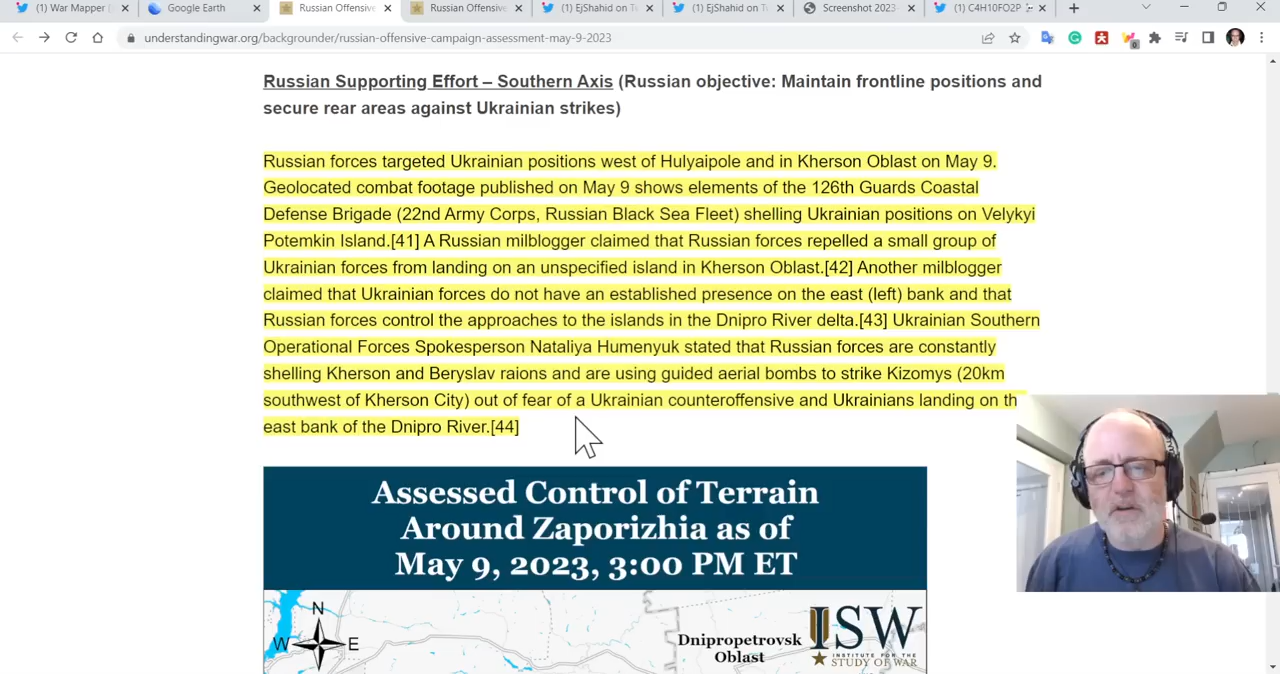 (1) War Mapper (
Google Earth
Russian Offensive
Russian Offensive
(1) EjShahid on T
(1) EjShahid on T
Screenshot 2023-
(1) C4H10FO2P
understandingwar.org/backgrounder/russian-offensive-campaign-assessment-may-9-2023
Russian Supporting Effort – Southern Axis (Russian objective: Maintain frontline positions and
secure rear areas against Ukrainian strikes)
Russian forces targeted Ukrainian positions west of Hulyaipole and in Kherson Oblast on May 9.
Geolocated combat footage published on May 9 shows elements of the 126th Guards Coastal
Defense Brigade (22nd Army Corps, Russian Black Sea Fleet) shelling Ukrainian positions on Velykyi
Potemkin Island.[41] A Russian milblogger claimed that Russian forces repelled a small group of
Ukrainian forces from landing on an unspecified island in Kherson Oblast.[42] Another milblogger
claimed that Ukrainian forces do not have an established presence on the east (left) bank and that
Russian forces control the approaches to the islands in the Dnipro River delta.[43] Ukrainian Southern
Operational Forces Spokesperson Nataliya Humenyuk stated that Russian forces are constantly
shelling Kherson and Beryslav raions and are using guided aerial bombs to strike Kizomys (20km
southwest of Kherson City) out of fear of a Ukrainian counteroffensive and Ukrainians landing on th
east bank of the Dnipro River.[44]
Assessed Control of Terrain
Around Zaporizhia as of
May 9, 2023, 3:00 PM ET
N
W E
Dnipropetrovsk
Oblast
ISW
INSTITUTE FOR THE
STUDY OF WAR